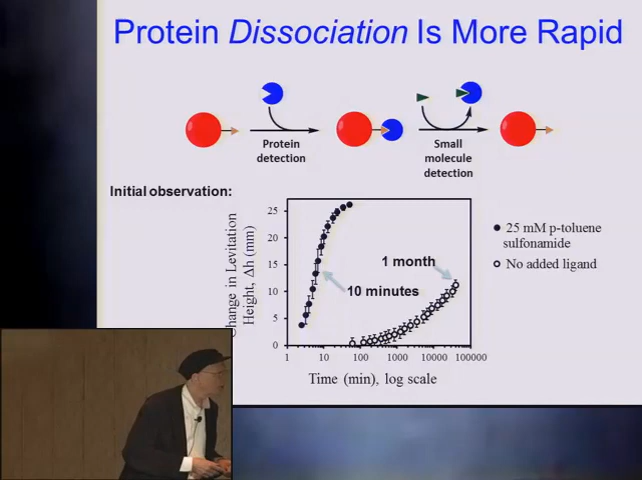 Protein Dissociation Is More Rapid
Protein
detection
Small
molecule
detection
Initial observation:
Change in Levitation
Height, Δh (mm)
25
20
15
10
5
0
1 month
10 minutes
1
10
100
1000
10000
100000
Time (min), log scale
25 mM p-toluene
sulfonamide
No added ligand